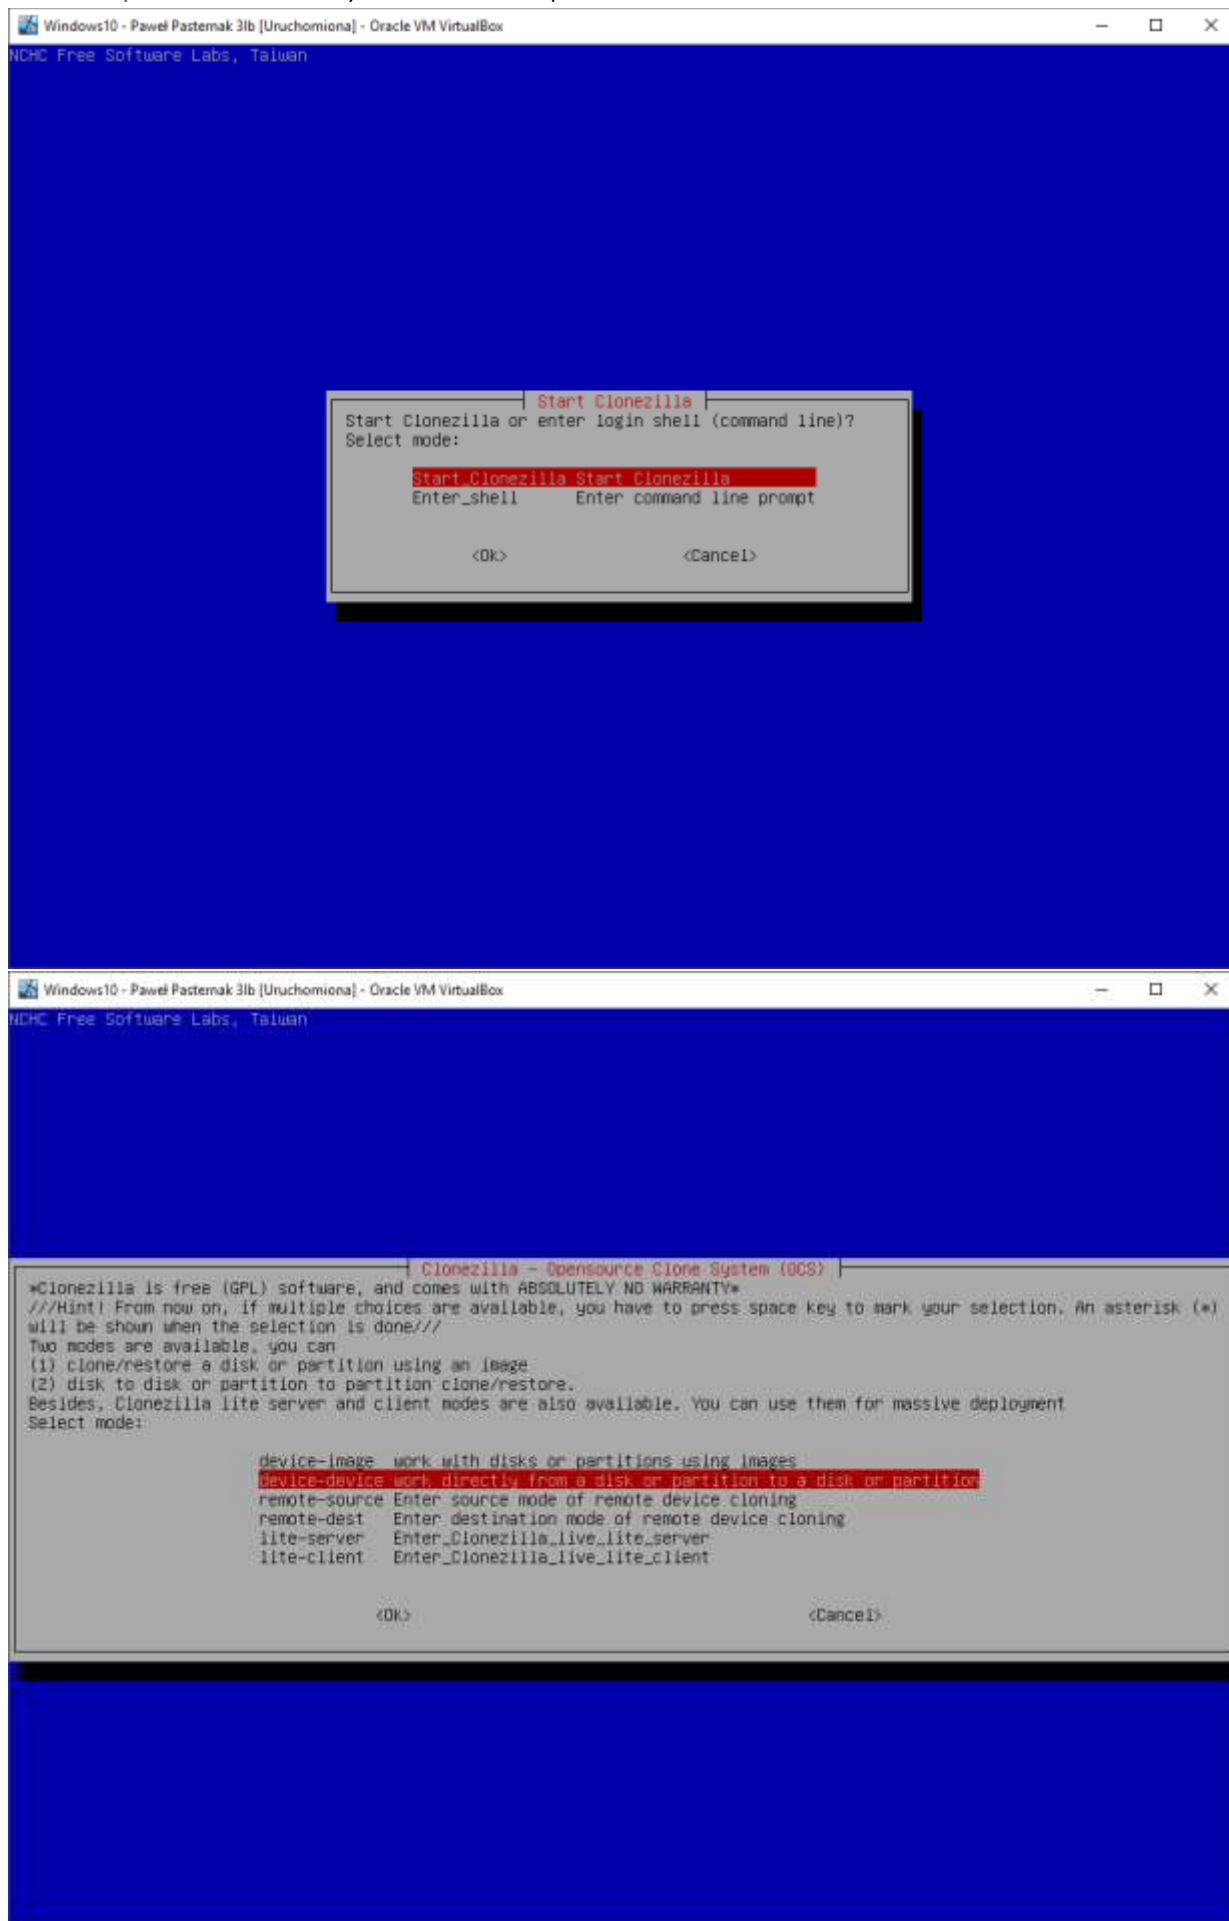 Windows10 - Paweł Pasternak 3lb [Uruchomiona] - Oracle VM VirtualBox
NCHC Free Software Labs, Taiwan
Start Clonezilla
Start Clonezilla or enter login shell (command line)?
Select mode:
Start_Clonezilla Start Clonezilla
Enter_shell Enter command line prompt
<Ok> <Cancel>
Windows10 - Paweł Pasternak 3lb [Uruchomiona] - Oracle VM VirtualBox
NCHC Free Software Labs, Taiwan
Clonezilla - Opensource Clone System (OCS)
*Clonezilla is free (GPL) software, and comes with ABSOLUTELY NO WARRANTY*
///Hint! From now on, if multiple choices are available, you have to press space key to mark your selection. An asterisk (*)
will be shown when the selection is done///
Two modes are available, you can
(1) clone/restore a disk or partition using an image
(2) disk to disk or partition to partition clone/restore.
Besides, Clonezilla lite server and client modes are also available. You can use them for massive deployment
Select mode:
device-image work with disks or partitions using images
device-device work directly from a disk or partition to a disk or partition
remote-source Enter source mode of remote device cloning
remote-dest Enter destination mode of remote device cloning
lite-server Enter_Clonezilla_live_lite_server
lite-client Enter_Clonezilla_live_lite_client
<Ok> <Cancel>